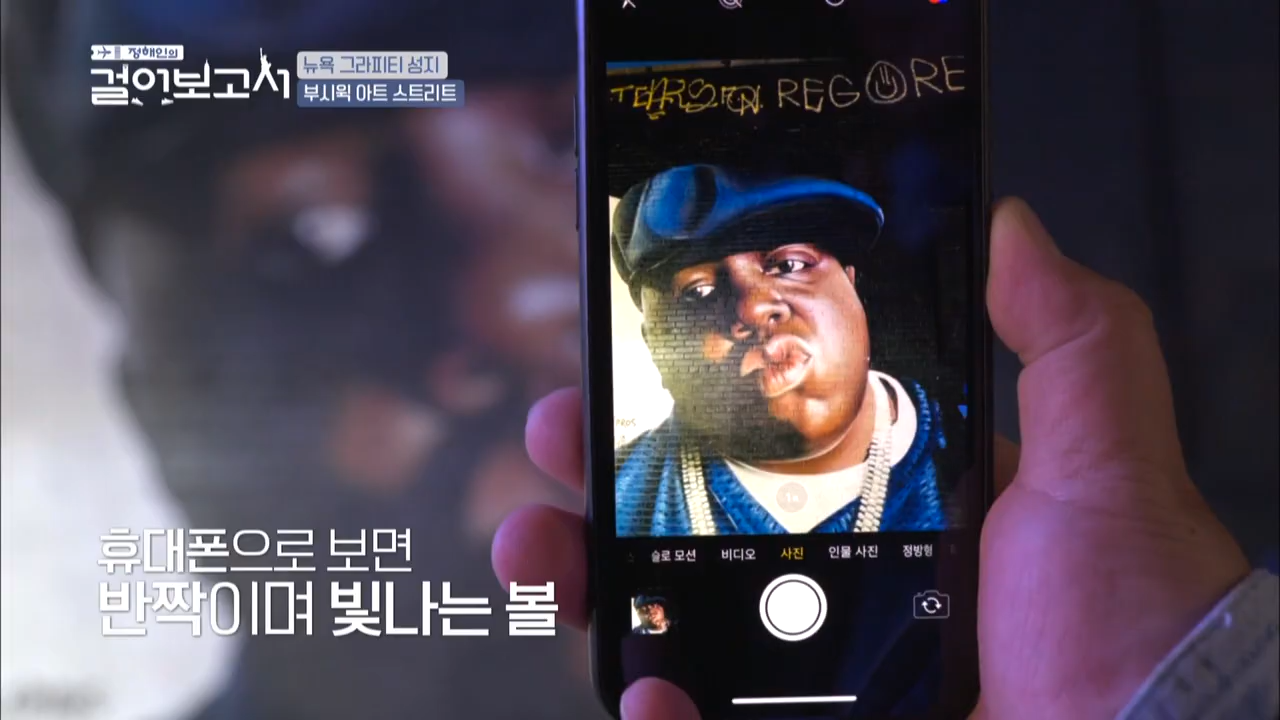 정해인의
걸어보고서
뉴욕 그라피티 성지
부시윅 아트 스트리트
REGORE
1x
슬로 모션 비디오 사진 인물 사진 정방형
휴대폰으로 보면
반짝이며 빛나는 볼